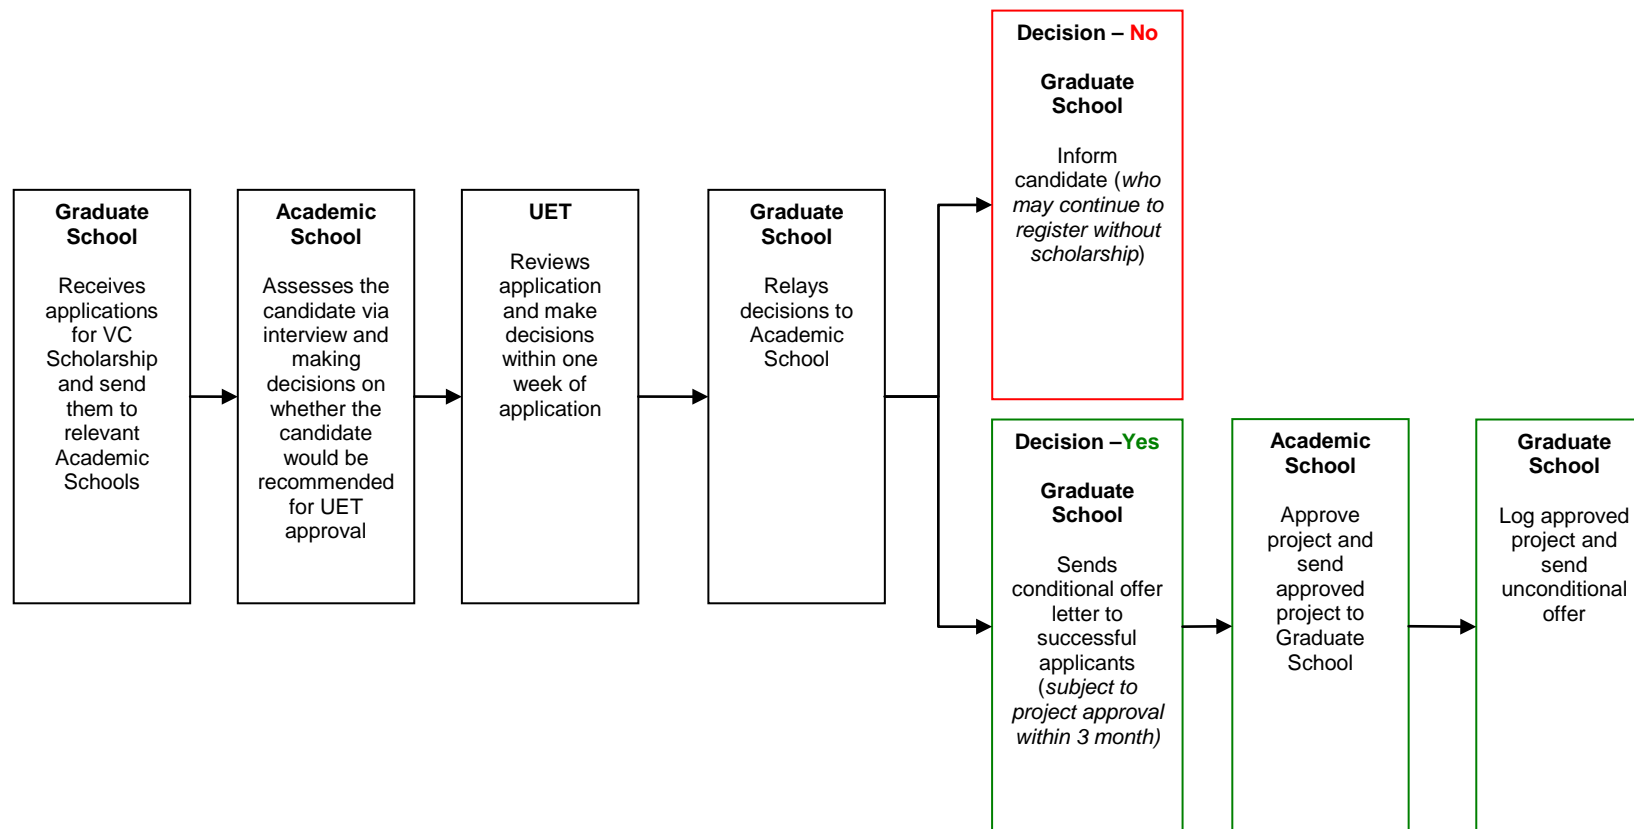 Graduate
School
Receives
applications
for VC
Scholarship
and send
them to
relevant
Academic
Schools
Academic
School
Assesses the
candidate via
interview and
making
decisions on
whether the
candidate
would be
recommended
for UET
approval
UET
Reviews
application
and make
decisions
within one
week of
application
Graduate
School
Relays
decisions to
Academic
School
Decision – No
Graduate
School
Inform
candidate (who
may continue to
register without
scholarship)
Decision –Yes
Graduate
School
Sends
conditional offer
letter to
successful
applicants
(subject to
project approval
within 3 month)
Academic
School
Approve
project and
send
approved
project to
Graduate
School
Graduate
School
Log approved
project and
send
unconditional
offer